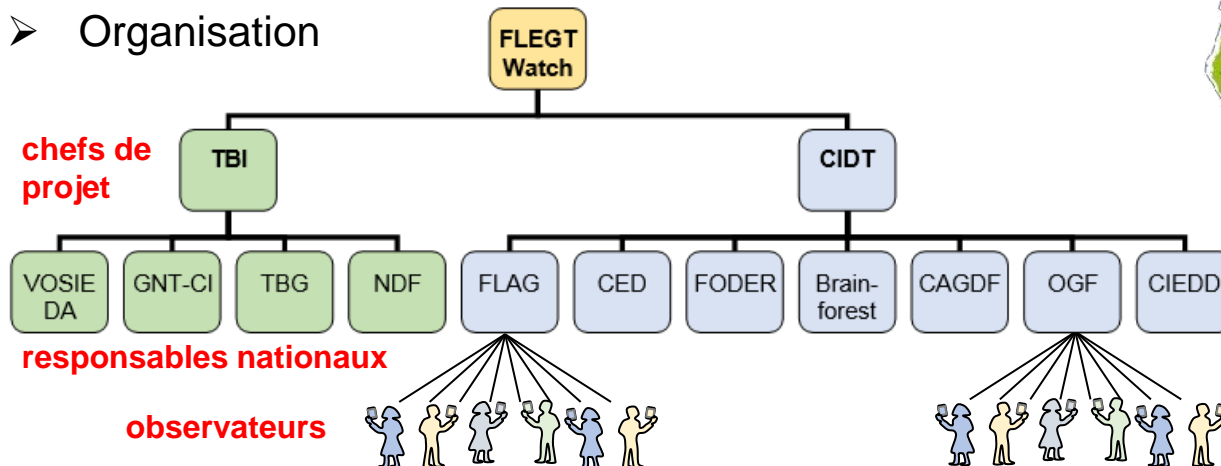 ➢ Organisation
FLEGT
Watch
chefs de
projet
TBI
CIDT
VOSIE
DA
GNT-CI
TBG
NDF
FLAG
CED
FODER
Brain-
forest
CAGDF
OGF
CIEDD
responsables nationaux
observateurs